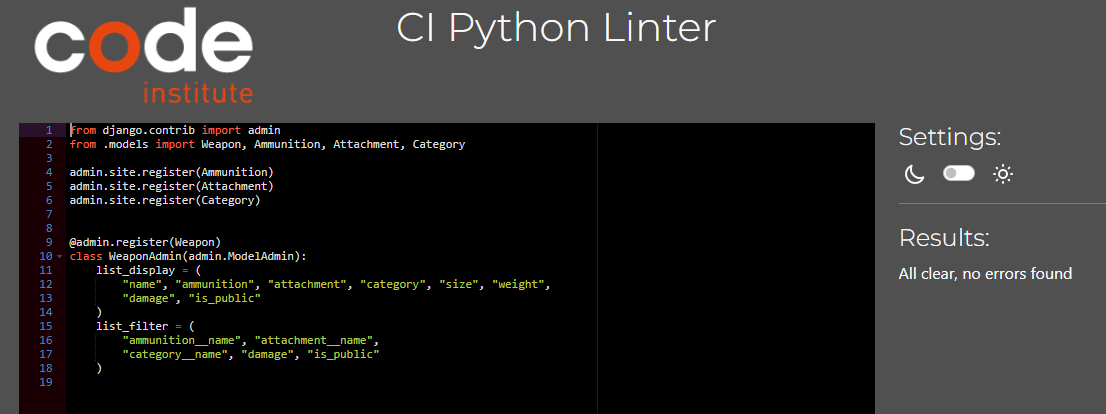 code
institute
CI Python Linter
1 from django.contrib import admin
2 from .models import Weapon, Ammunition, Attachment, Category
3
4 admin.site.register(Ammunition)
5 admin.site.register(Attachment)
6 admin.site.register(Category)
7
8
9 @admin.register(Weapon)
10 class WeaponAdmin(admin.ModelAdmin):
11     list_display = (
12         "name", "ammunition", "attachment", "category", "size", "weight",
13         "damage", "is_public"
14     )
15     list_filter = (
16         "ammunition__name", "attachment__name",
17         "category__name", "damage", "is_public"
18     )
19
Settings:
Results:
All clear, no errors found